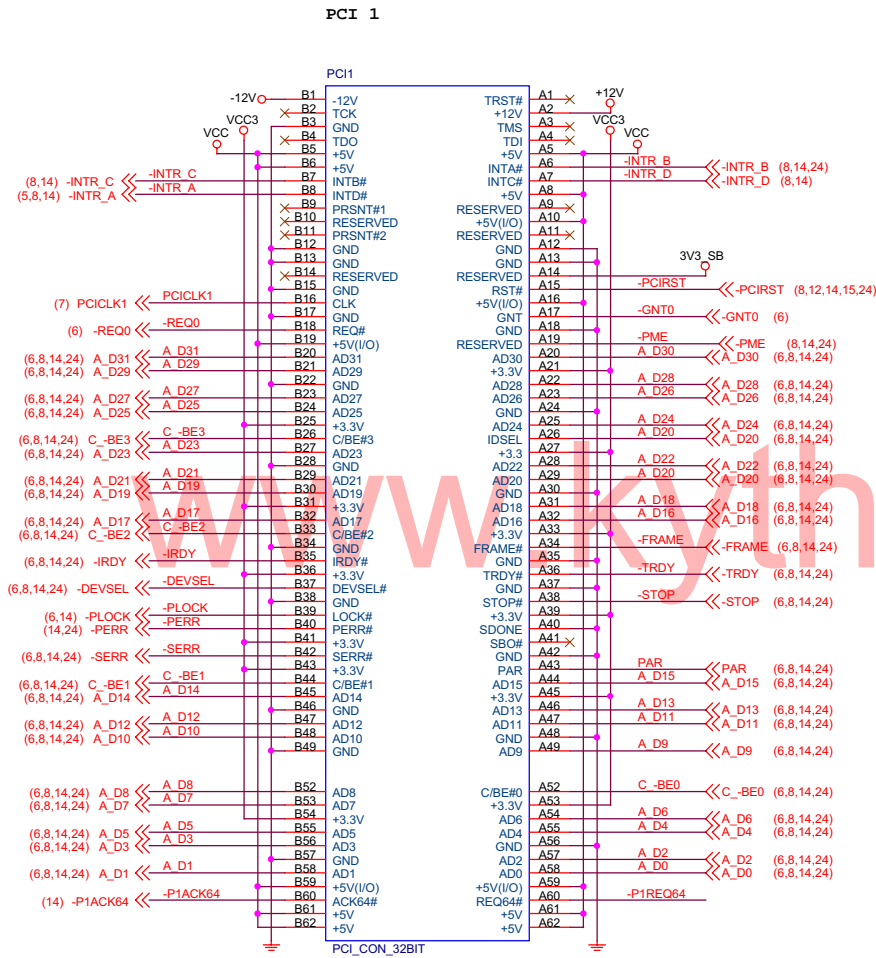 PCI 1
PCI1
-12V B1 -12V TRST# A1 +12V
B2 TCK +12V A2
VCC3 B3 GND TMS A3 VCC3
VCC B4 TDO TDI A4 VCC
B5 +5V +5V A5
B6 +5V INTA# A6 -INTR_B -INTR_B (8,14,24)
(8,14) -INTR_C -INTR_C B7 INTB# INTC# A7 -INTR_D -INTR_D (8,14)
(5,8,14) -INTR_A -INTR_A B8 INTD# +5V A8
B9 PRSNT#1 RESERVED A9
B10 RESERVED +5V(I/O) A10
B11 PRSNT#2 RESERVED A11
B12 GND GND A12
B13 GND GND A13 3V3_SB
B14 RESERVED RESERVED A14
B15 GND RST# A15 -PCIRST -PCIRST (8,12,14,15,24)
(7) PCICLK1 PCICLK1 B16 CLK +5V(I/O) A16
B17 GND GNT A17 -GNT0 -GNT0 (6)
(6) -REQ0 -REQ0 B18 REQ# GND A18
B19 +5V(I/O) RESERVED A19 -PME -PME (8,14,24)
(6,8,14,24) A_D31 A_D31 B20 AD31 AD30 A20 A_D30 A_D30 (6,8,14,24)
(6,8,14,24) A_D29 A_D29 B21 AD29 +3.3V A21
B22 GND AD28 A22 A_D28 A_D28 (6,8,14,24)
(6,8,14,24) A_D27 A_D27 B23 AD27 AD26 A23 A_D26 A_D26 (6,8,14,24)
(6,8,14,24) A_D25 A_D25 B24 AD25 GND A24
B25 +3.3V AD24 A25 A_D24 A_D24 (6,8,14,24)
(6,8,14,24) C_-BE3 C_-BE3 B26 C/BE#3 IDSEL A26 A_D20 A_D20 (6,8,14,24)
(6,8,14,24) A_D23 A_D23 B27 AD23 +3.3 A27
B28 GND AD22 A28 A_D22 A_D22 (6,8,14,24)
(6,8,14,24) A_D21 A_D21 B29 AD21 AD20 A29 A_D20 A_D20 (6,8,14,24)
(6,8,14,24) A_D19 A_D19 B30 AD19 GND A30
B31 +3.3V AD18 A31 A_D18 A_D18 (6,8,14,24)
(6,8,14,24) A_D17 A_D17 B32 AD17 AD16 A32 A_D16 A_D16 (6,8,14,24)
(6,8,14,24) C_-BE2 C_-BE2 B33 C/BE#2 +3.3V A33
B34 GND FRAME# A34 -FRAME -FRAME (6,8,14,24)
(6,8,14,24) -IRDY -IRDY B35 IRDY# GND A35
B36 +3.3V TRDY# A36 -TRDY -TRDY (6,8,14,24)
(6,8,14,24) -DEVSEL -DEVSEL B37 DEVSEL# GND A37
B38 GND STOP# A38 -STOP -STOP (6,8,14,24)
(6,14) -PLOCK -PLOCK B39 LOCK# +3.3V A39
(14,24) -PERR -PERR B40 PERR# SDONE A40
B41 +3.3V SBO# A41
(6,8,14,24) -SERR -SERR B42 SERR# GND A42
B43 +3.3V PAR A43 PAR PAR (6,8,14,24)
(6,8,14,24) C_-BE1 C_-BE1 B44 C/BE#1 AD15 A44 A_D15 A_D15 (6,8,14,24)
(6,8,14,24) A_D14 A_D14 B45 AD14 +3.3V A45
B46 GND AD13 A46 A_D13 A_D13 (6,8,14,24)
(6,8,14,24) A_D12 A_D12 B47 AD12 AD11 A47 A_D11 A_D11 (6,8,14,24)
(6,8,14,24) A_D10 A_D10 B48 AD10 GND A48
B49 GND AD9 A49 A_D9 A_D9 (6,8,14,24)
(6,8,14,24) A_D8 A_D8 B52 AD8 C/BE#0 A52 C_-BE0 C_-BE0 (6,8,14,24)
(6,8,14,24) A_D7 A_D7 B53 AD7 +3.3V A53
B54 +3.3V AD6 A54 A_D6 A_D6 (6,8,14,24)
(6,8,14,24) A_D5 A_D5 B55 AD5 AD4 A55 A_D4 A_D4 (6,8,14,24)
(6,8,14,24) A_D3 A_D3 B56 AD3 GND A56
B57 GND AD2 A57 A_D2 A_D2 (6,8,14,24)
(6,8,14,24) A_D1 A_D1 B58 AD1 AD0 A58 A_D0 A_D0 (6,8,14,24)
B59 +5V(I/O) +5V(I/O) A59
(14) -P1ACK64 -P1ACK64 B60 ACK64# REQ64# A60 -P1REQ64
B61 +5V +5V A61
B62 +5V +5V A62
PCI_CON_32BIT
www.kyth